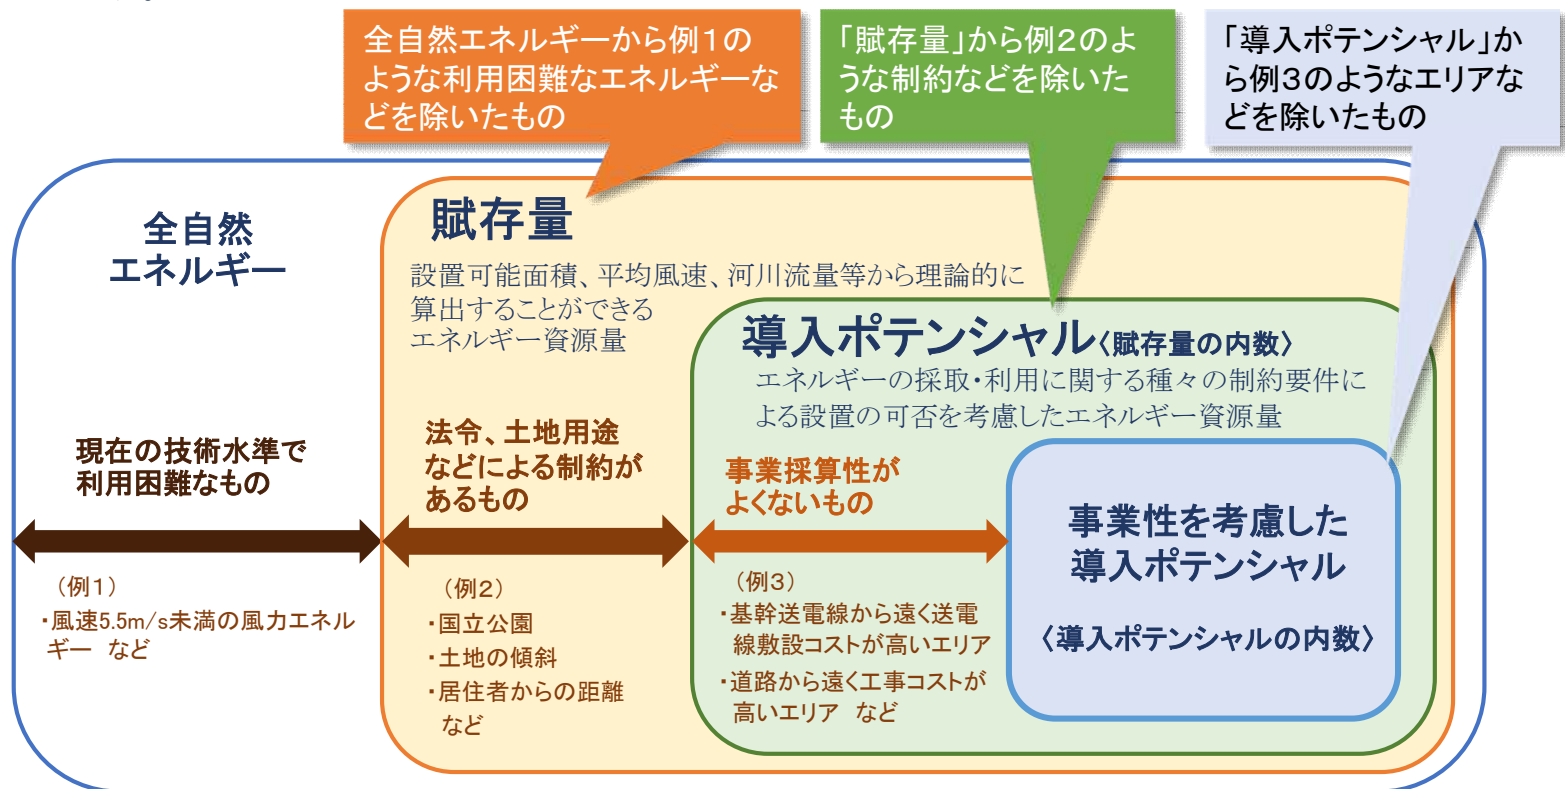 全自然エネルギーから例１の
ような利用困難なエネルギーな
どを除いたもの
「賦存量」から例２のよ
うな制約などを除いた
もの
「導入ポテンシャル」か
ら例３のようなエリアな
どを除いたもの
全自然
エネルギー
賦存量
設置可能面積、平均風速、河川流量等から理論的に
算出することができる
エネルギー資源量
導入ポテンシャル〈賦存量の内数〉
エネルギーの採取・利用に関する種々の制約要件に
よる設置の可否を考慮したエネルギー資源量
現在の技術水準で
利用困難なもの
法令、土地用途
などによる制約が
あるもの
事業採算性が
よくないもの
事業性を考慮した
導入ポテンシャル
〈導入ポテンシャルの内数〉
（例１）
・風速5.5m/s未満の風力エネル
ギー など
（例２）
・国立公園
・土地の傾斜
・居住者からの距離
など
（例３）
・基幹送電線から遠く送電
線敷設コストが高いエリア
・道路から遠く工事コストが
高いエリア など